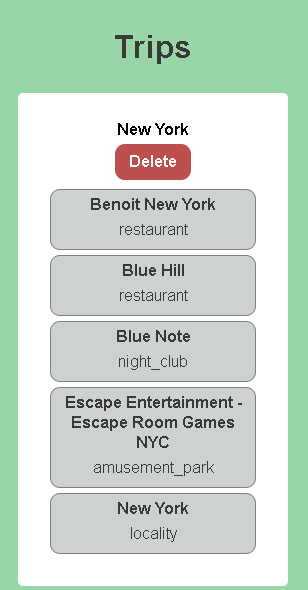 Trips
New York
Delete
Benoit New York
restaurant
Blue Hill
restaurant
Blue Note
night_club
Escape Entertainment -
Escape Room Games
NYC
amusement_park
New York
locality